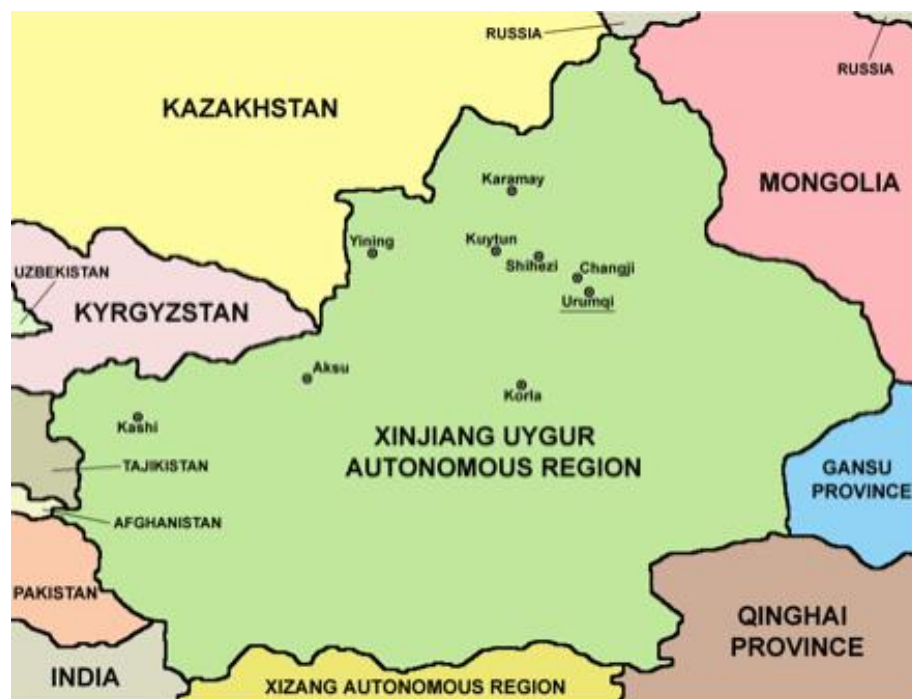 RUSSIA
RUSSIA
KAZAKHSTAN
MONGOLIA
Karamay
Yining
Kuytun
Shihezi
Changji
Urumqi
UZBEKISTAN
KYRGYZSTAN
Aksu
Korla
Kashi
XINJIANG UYGUR
AUTONOMOUS REGION
TAJIKISTAN
GANSU
PROVINCE
AFGHANISTAN
PAKISTAN
QINGHAI
PROVINCE
INDIA
XIZANG AUTONOMOUS REGION